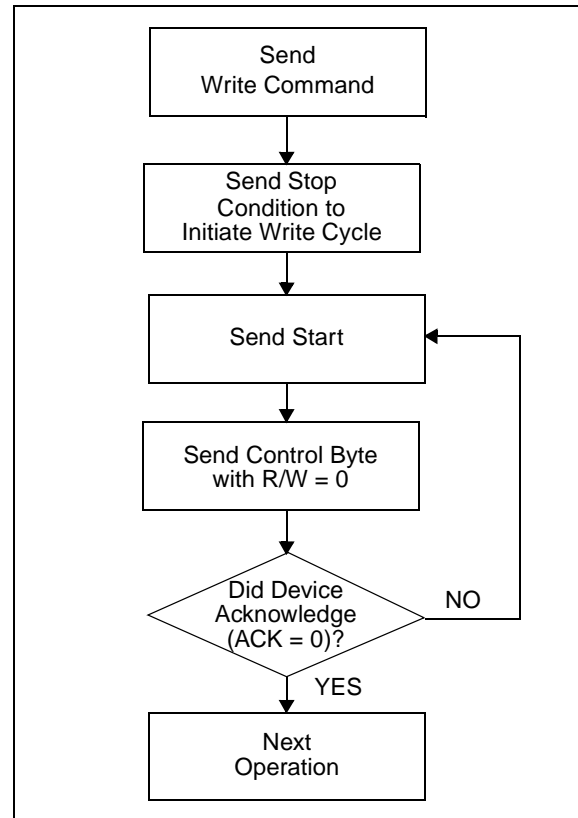 Send
Write Command
Send Stop
Condition to
Initiate Write Cycle
Send Start
Send Control Byte
with R/W = 0
Did Device
Acknowledge
(ACK = 0)?
NO
YES
Next
Operation